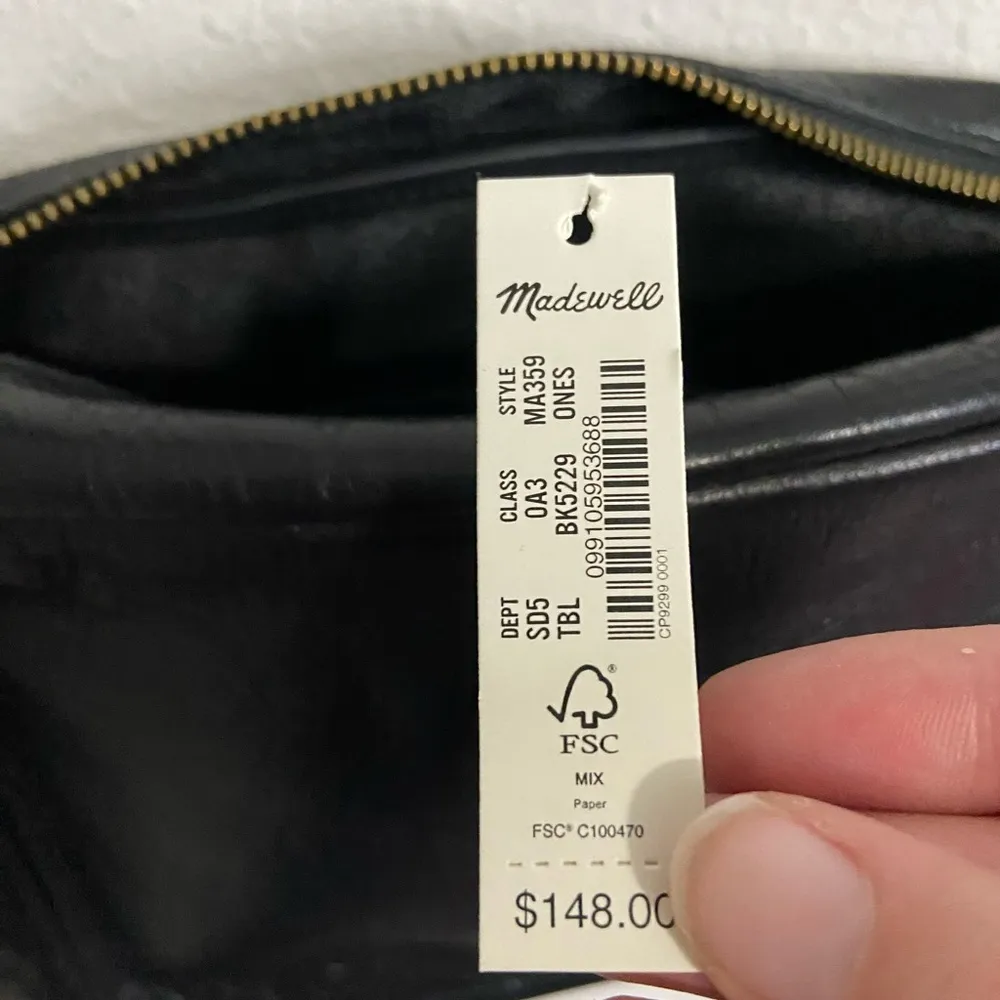 Madewell
DEPT CLASS STYLE
SD5 0A3 MA359
TBL BK5229 ONES
099105953688
CP9299 0001
®
FSC
MIX
Paper
FSC® C100470
$148.00